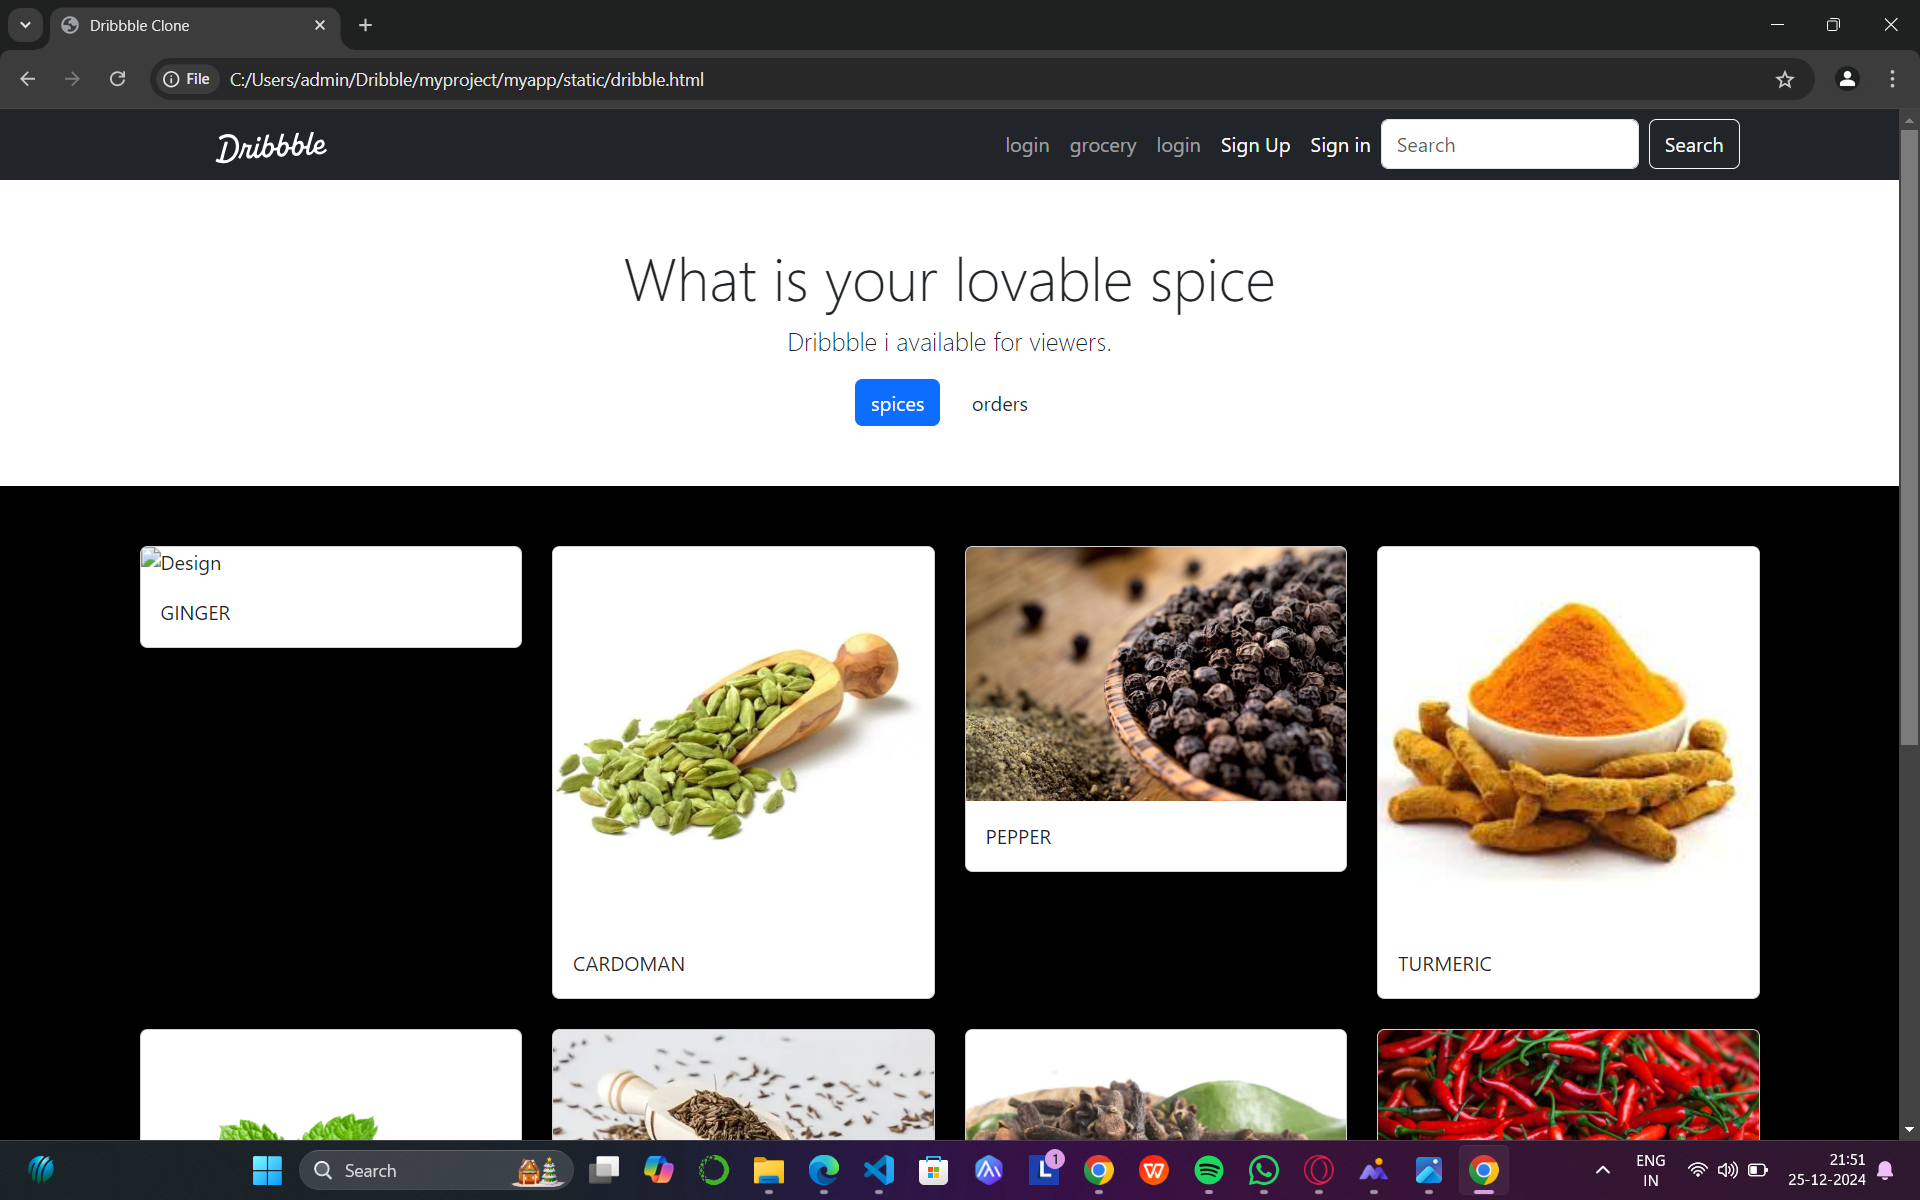 Dribbble Clone
File C:/Users/admin/Dribble/myproject/myapp/static/dribble.html
Dribbble login grocery login Sign Up Sign in Search Search
What is your lovable spice
Dribbble i available for viewers.
spices orders
Design
GINGER
PEPPER
CARDOMAN
TURMERIC
Search 1 ENG 21:51
IN 25-12-2024